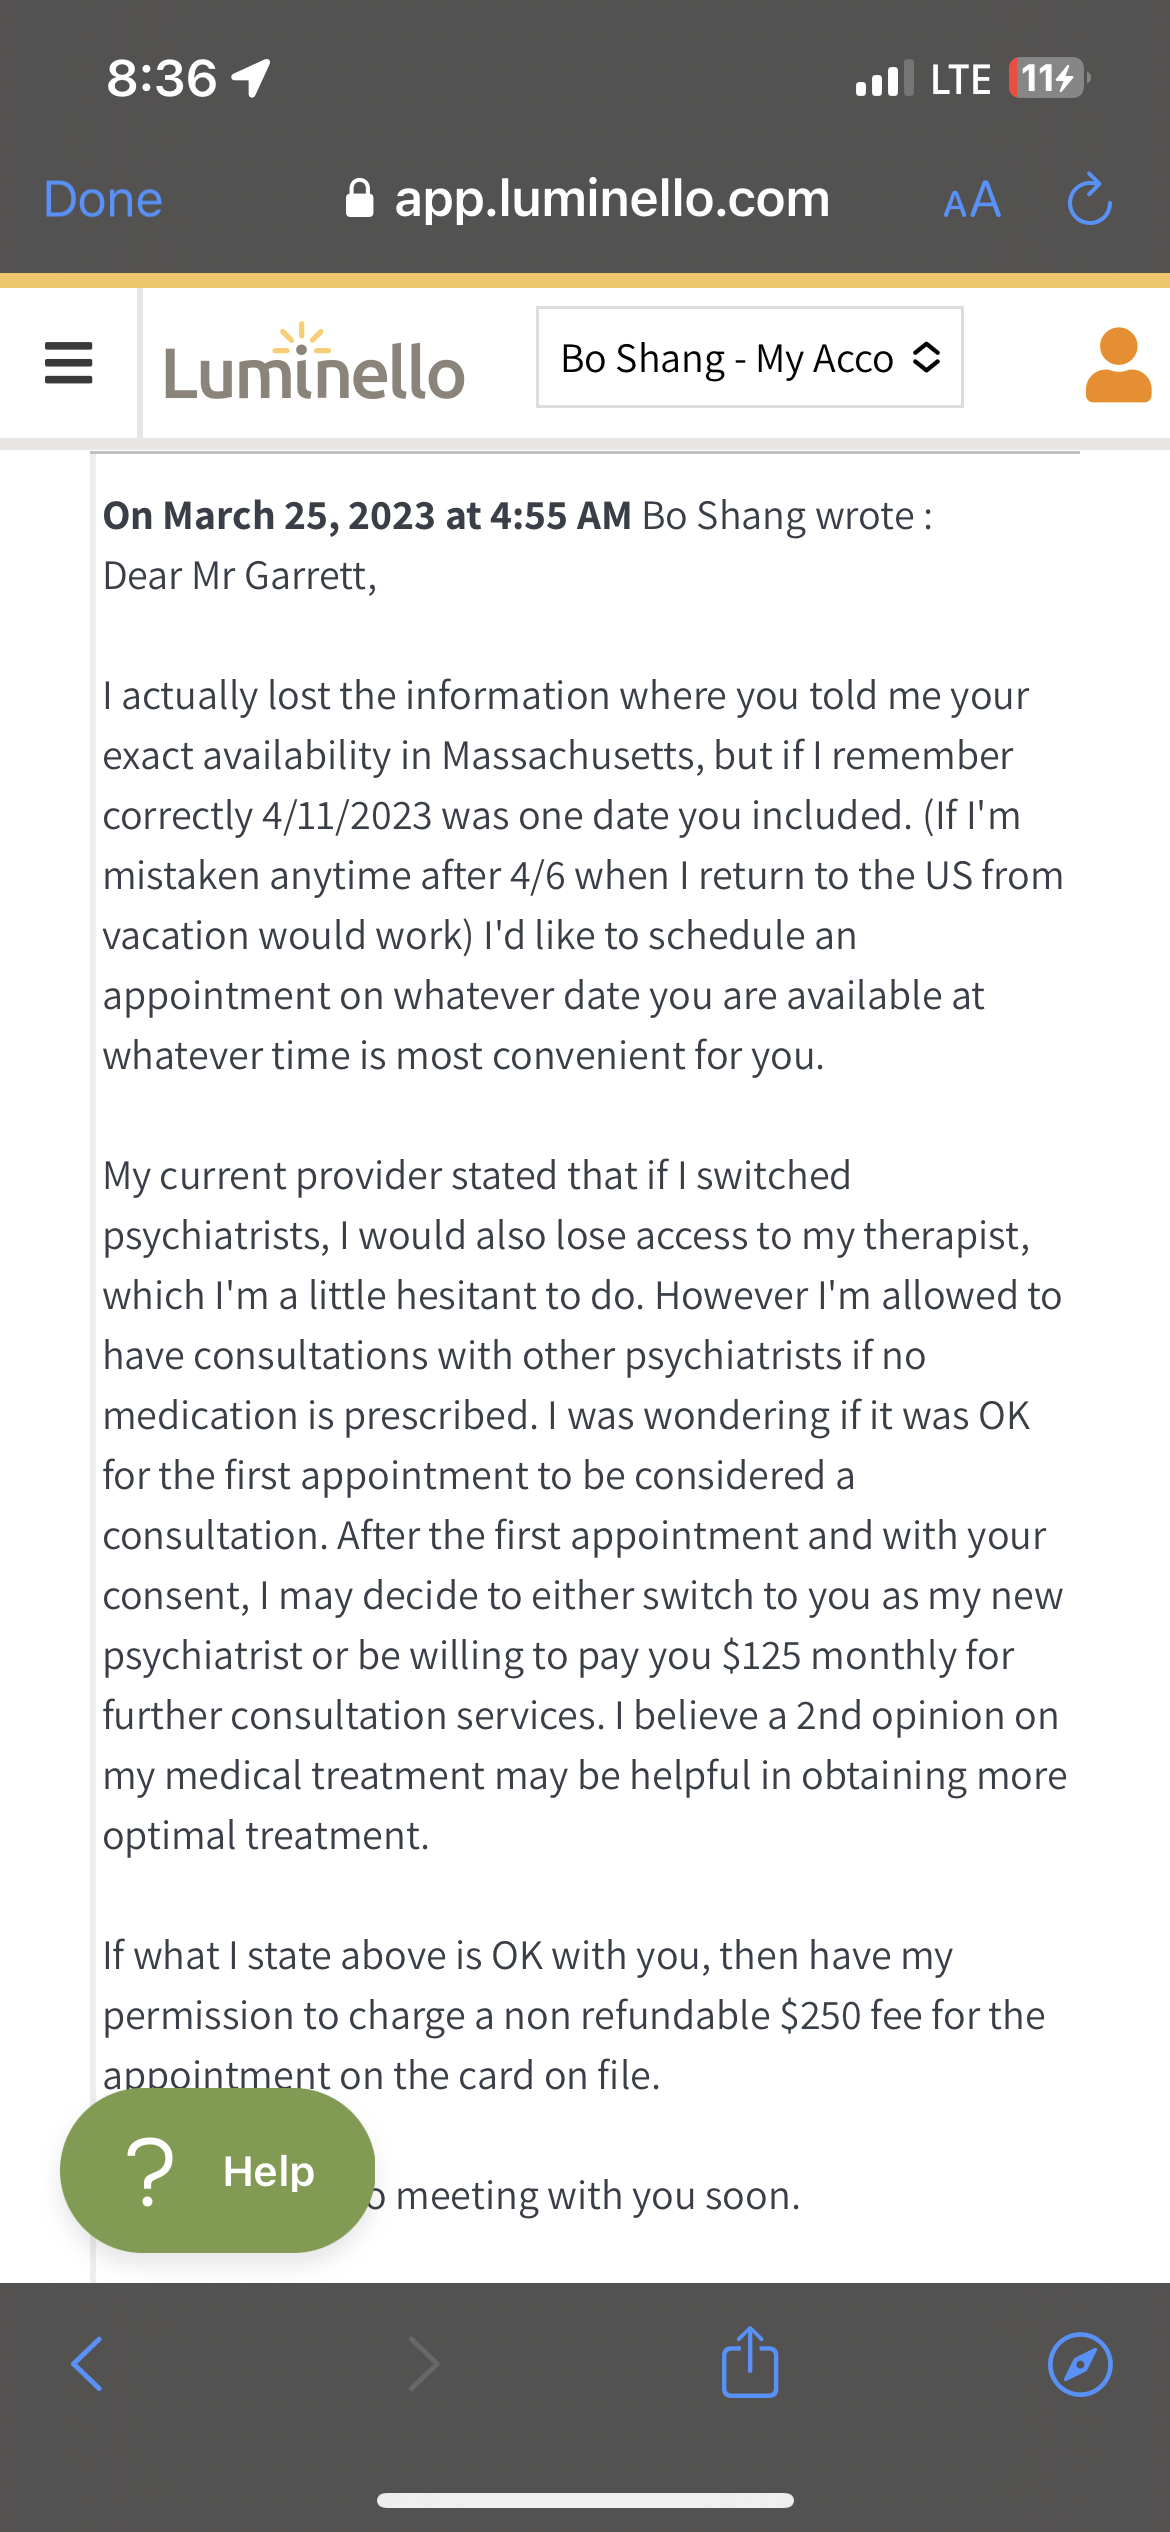 8:36
LTE 11
Done
app.luminello.com
AA
Luminello
Bo Shang - My Acco
On March 25, 2023 at 4:55 AM Bo Shang wrote :
Dear Mr Garrett,
I actually lost the information where you told me your
exact availability in Massachusetts, but if I remember
correctly 4/11/2023 was one date you included. (If I'm
mistaken anytime after 4/6 when I return to the US from
vacation would work) I'd like to schedule an
appointment on whatever date you are available at
whatever time is most convenient for you.
My current provider stated that if I switched
psychiatrists, I would also lose access to my therapist,
which I'm a little hesitant to do. However I'm allowed to
have consultations with other psychiatrists if no
medication is prescribed. I was wondering if it was OK
for the first appointment to be considered a
consultation. After the first appointment and with your
consent, I may decide to either switch to you as my new
psychiatrist or be willing to pay you $125 monthly for
further consultation services. I believe a 2nd opinion on
my medical treatment may be helpful in obtaining more
optimal treatment.
If what I state above is OK with you, then have my
permission to charge a non refundable $250 fee for the
appointment on the card on file.
? Help
meeting with you soon.